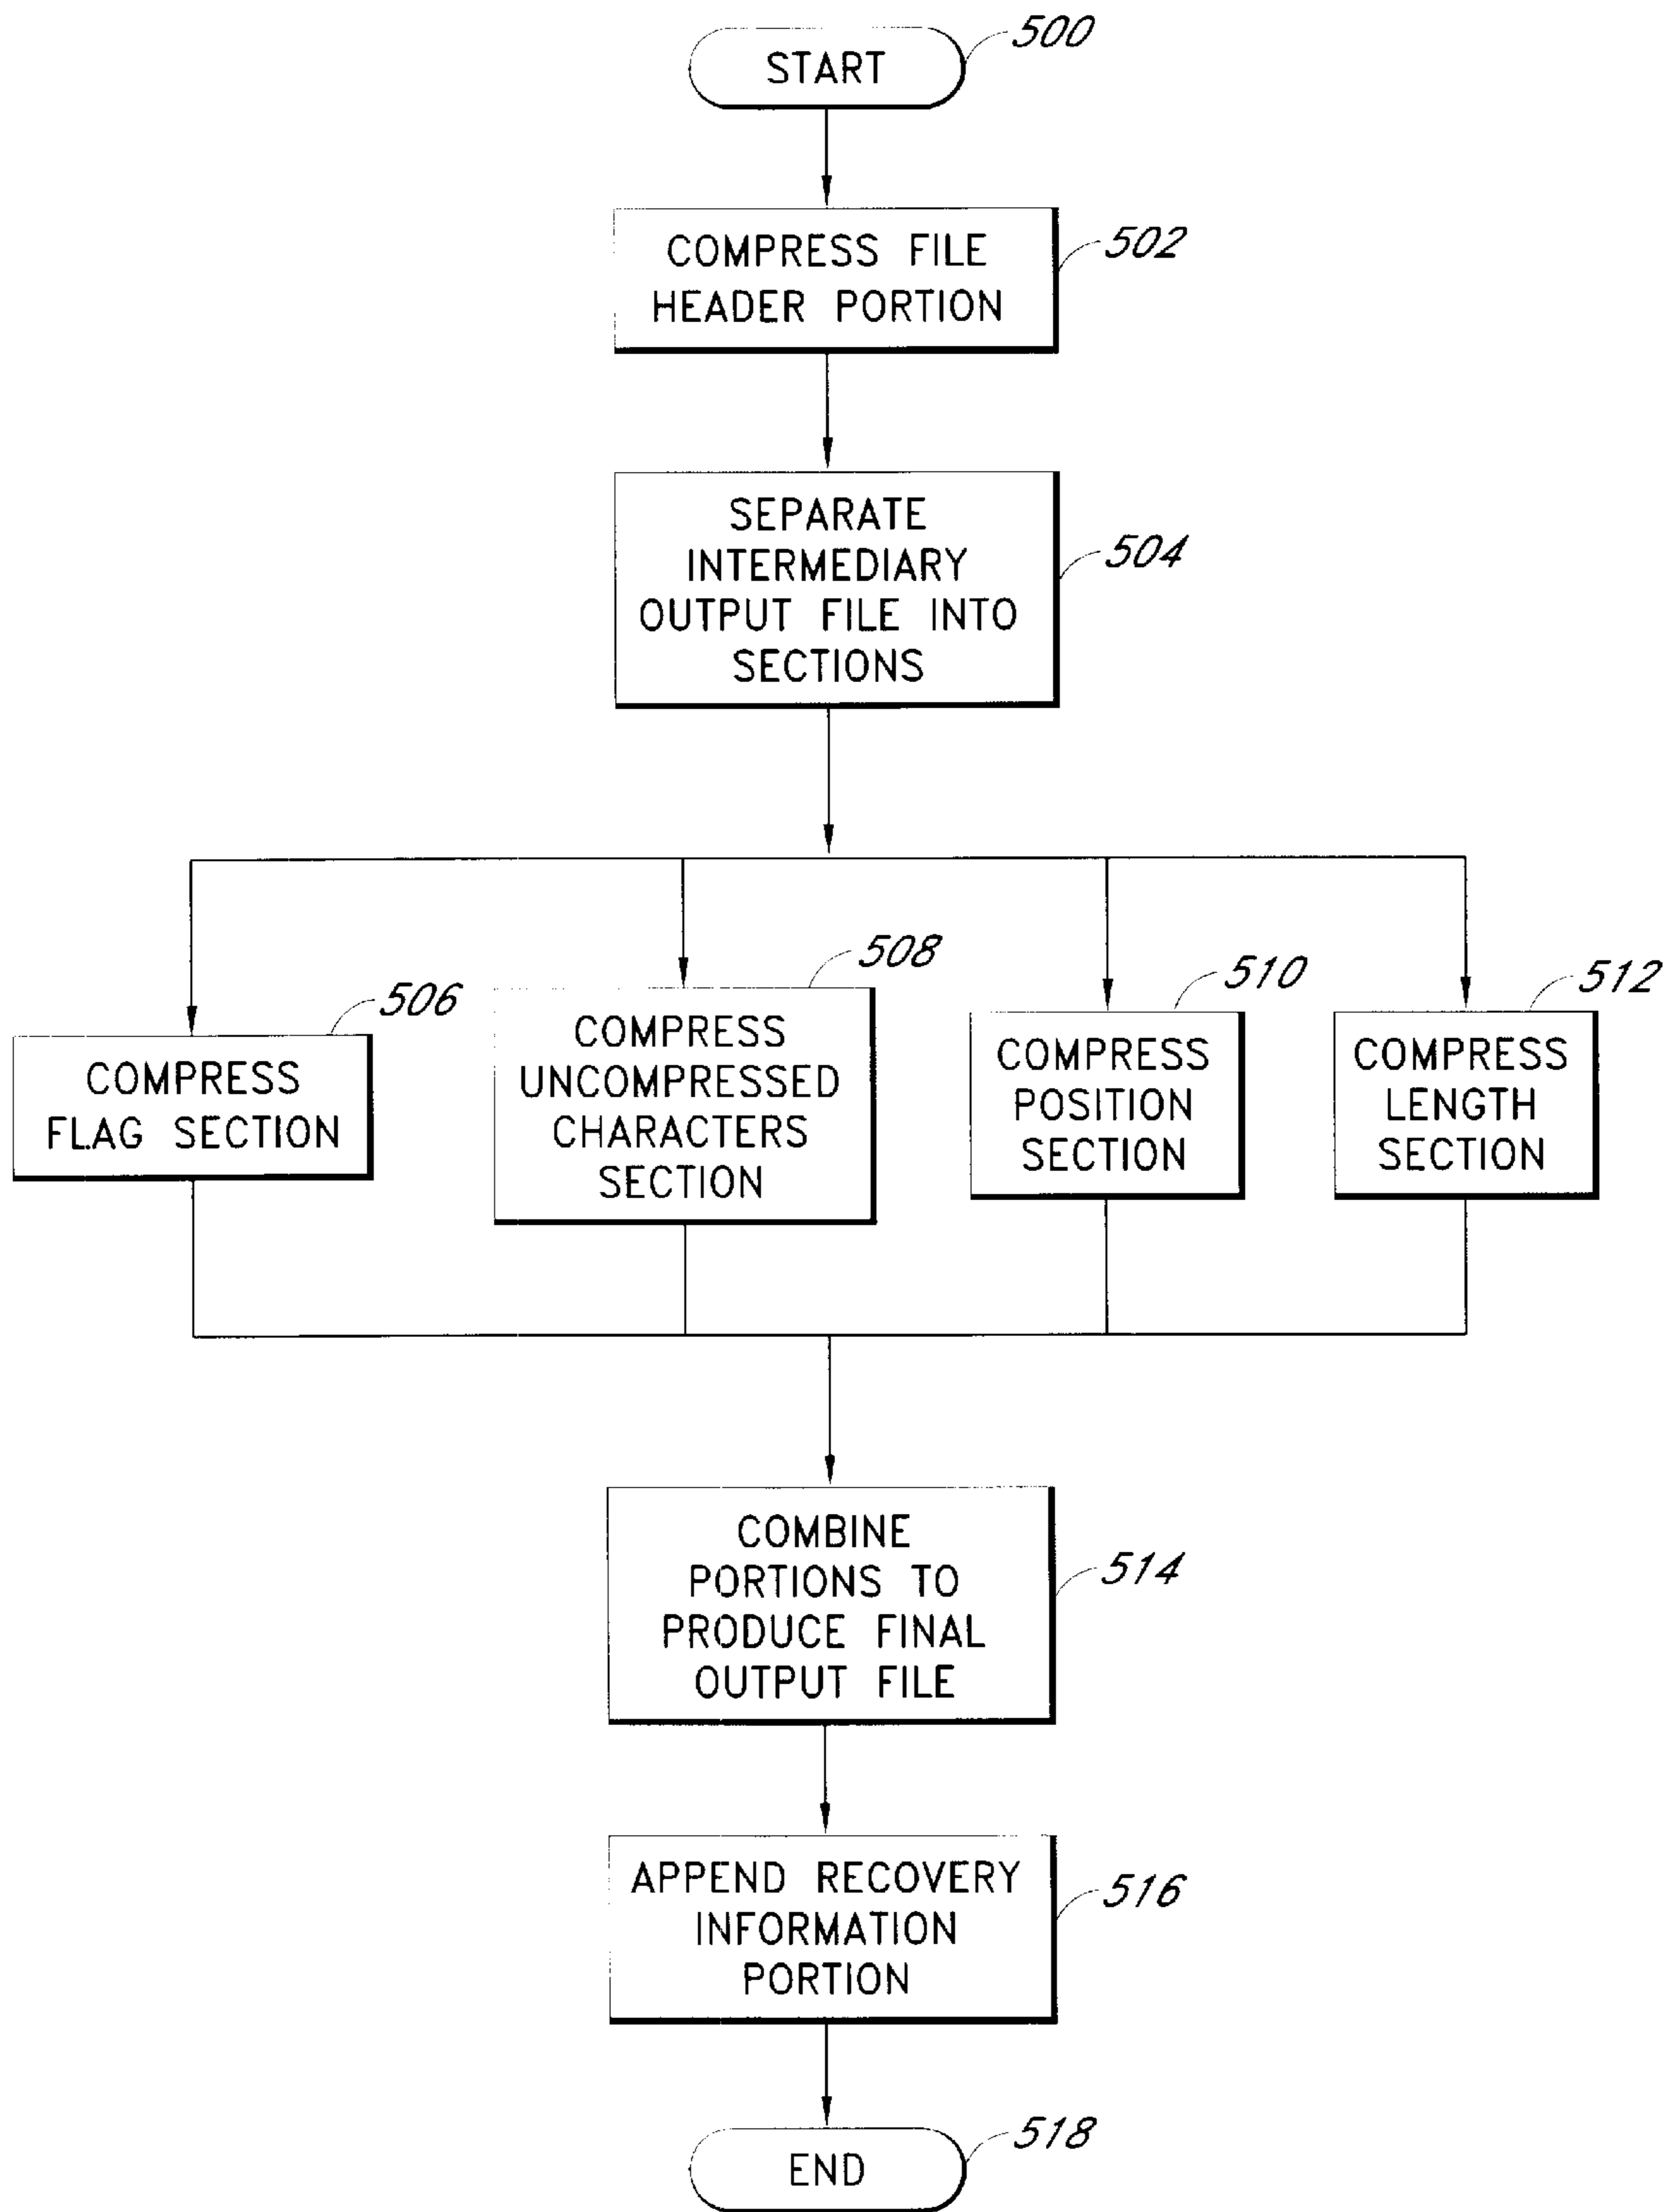 START
500
COMPRESS FILE
HEADER PORTION
502
SEPARATE
INTERMEDIARY
OUTPUT FILE INTO
SECTIONS
504
506
COMPRESS
FLAG SECTION
508
COMPRESS
UNCOMPRESSED
CHARACTERS
SECTION
510
COMPRESS
POSITION
SECTION
512
COMPRESS
LENGTH
SECTION
COMBINE
PORTIONS TO
PRODUCE FINAL
OUTPUT FILE
514
APPEND RECOVERY
INFORMATION
PORTION
516
END
518